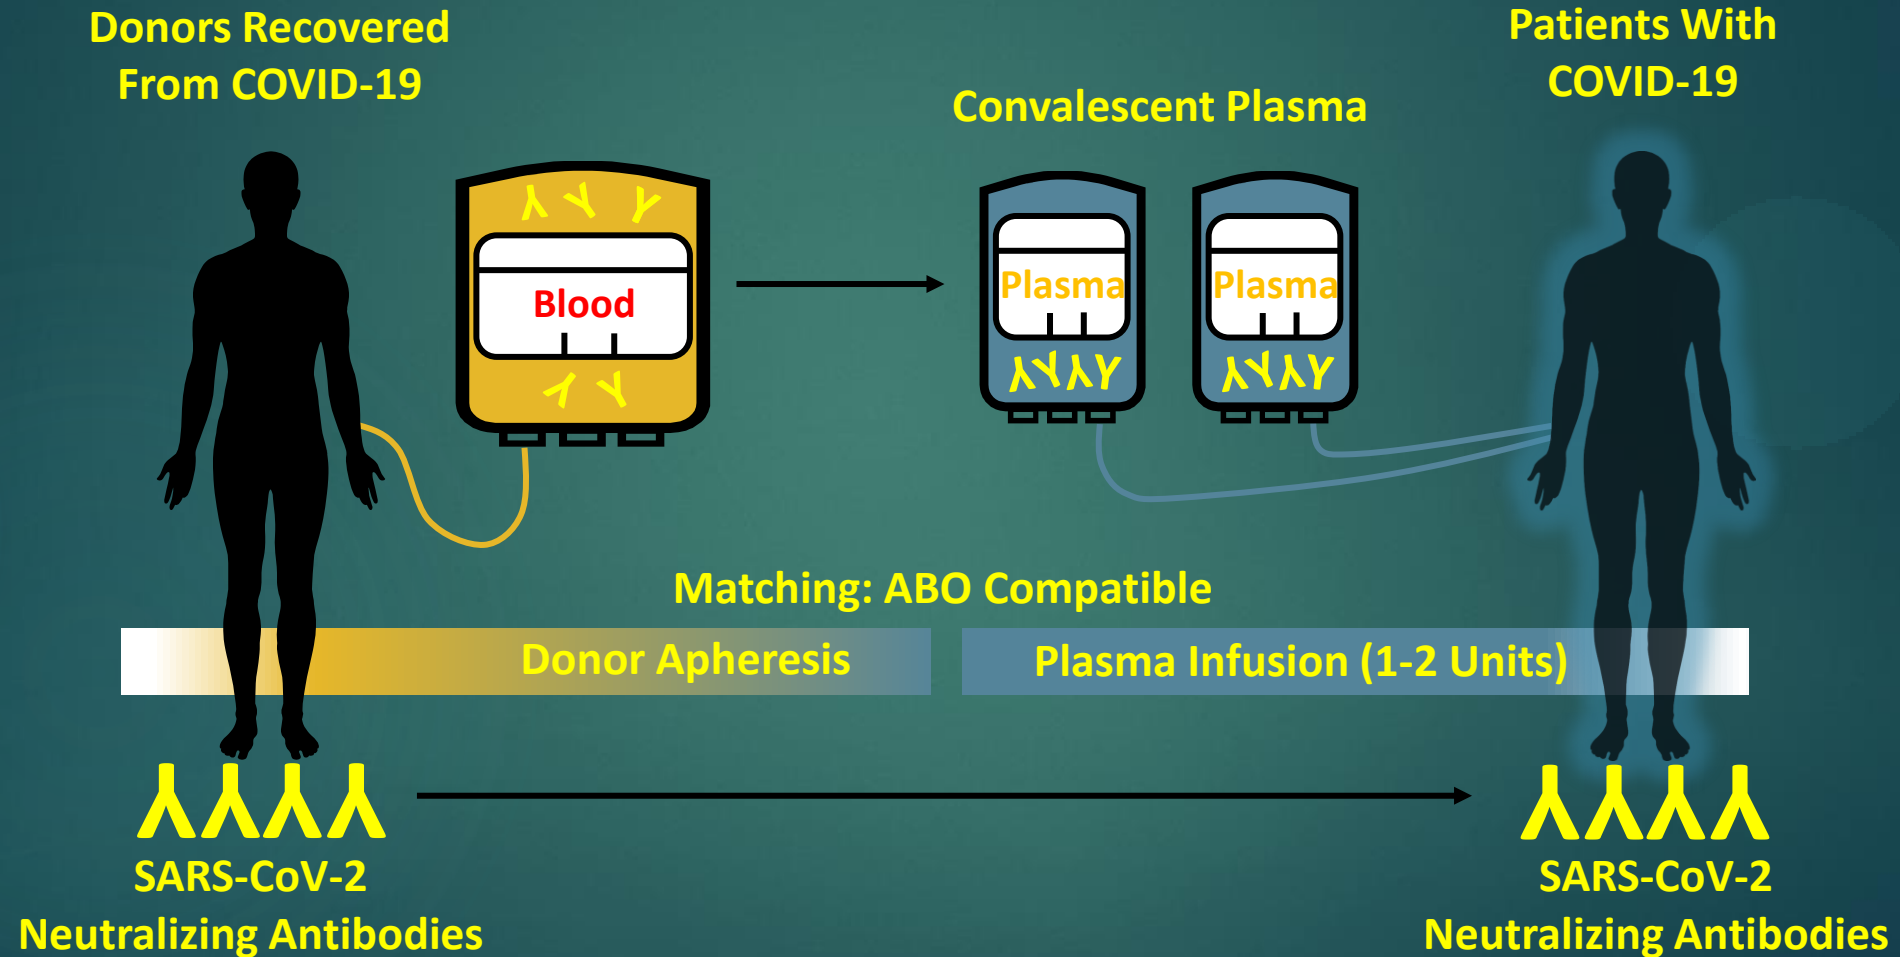 Donors Recovered
From COVID-19
Convalescent Plasma
Patients With
COVID-19
Blood
Plasma
Plasma
Matching: ABO Compatible
Donor Apheresis
Plasma Infusion (1-2 Units)
SARS-CoV-2
Neutralizing Antibodies
SARS-CoV-2
Neutralizing Antibodies